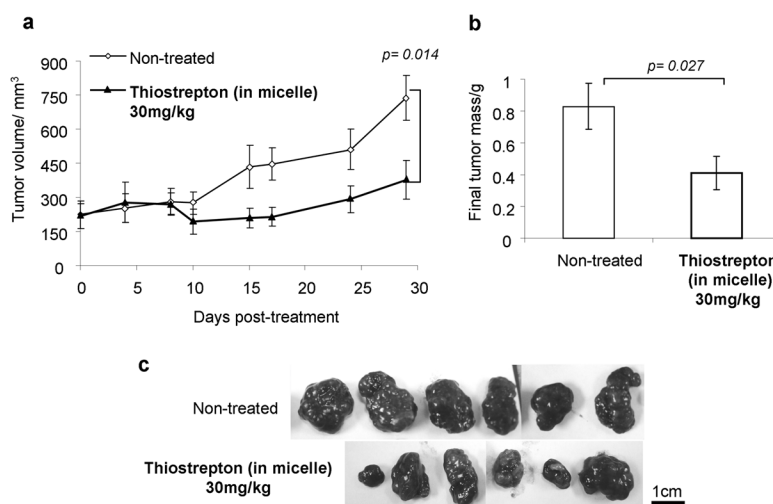 a
Non-treated
Thiostrepton (in micelle)
30mg/kg
p= 0.014
Tumor volume/ mm³
900
750
600
450
300
150
0
0
5
10
15
20
25
30
Days post-treatment
b
p= 0.027
Final tumor mass/g
1
0.8
0.6
0.4
0.2
0
Non-treated
Thiostrepton
(in micelle)
30mg/kg
c
Non-treated
Thiostrepton (in micelle)
30mg/kg
1cm